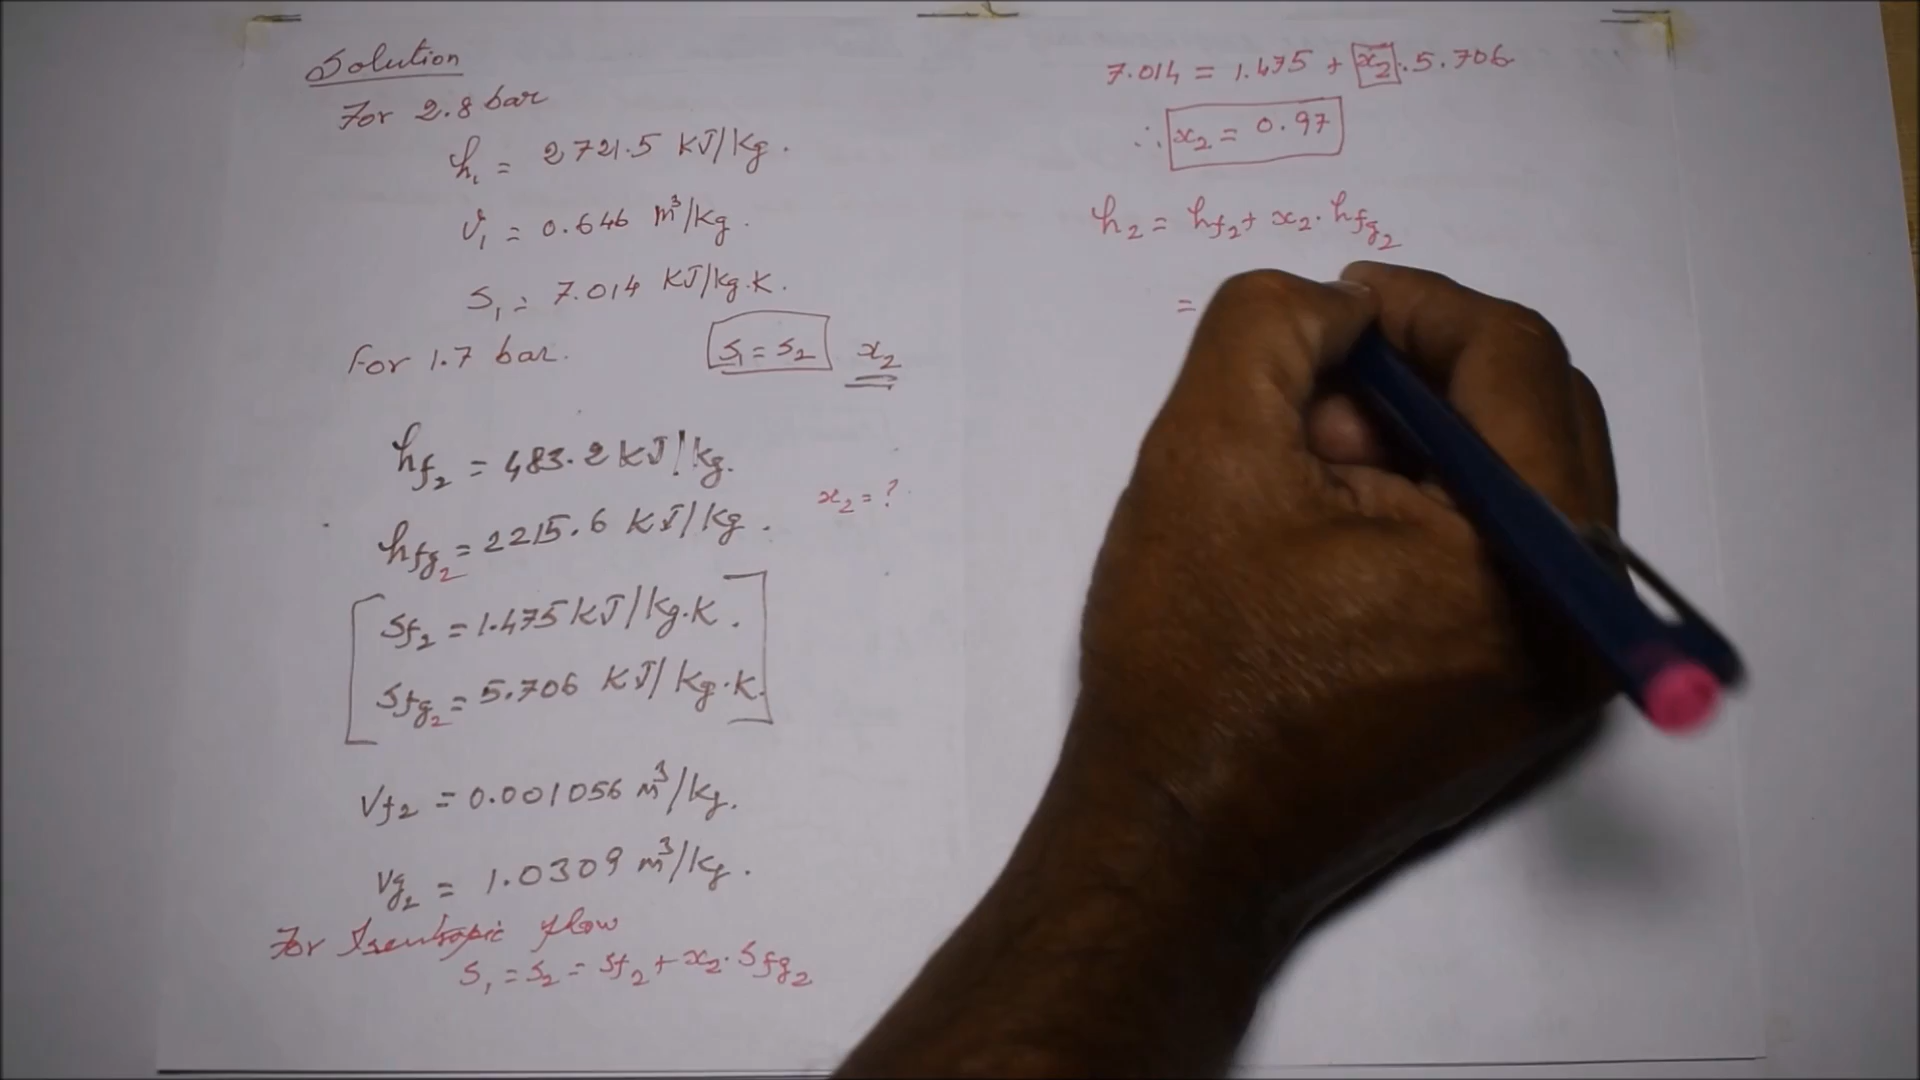 Solution
For 2.8 bar
h₁ = 2721.5 KJ/kg.
v₁ = 0.646 m³/kg.
S₁ = 7.014 KJ/kg.K.
For 1.7 bar. S₁ = S₂ x₂
hf₂ = 483.2 KJ/kg.
hfg₂ = 2215.6 KJ/kg. x₂ = ?
Sf₂ = 1.475 KJ/kg.K.
Sfg₂ = 5.706 KJ/kg.K.
Vf₂ = 0.001056 m³/kg.
Vg₂ = 1.0309 m³/kg.
For Isentropic flow
S₁ = S₂ = Sf₂ + x₂.Sfg₂
7.014 = 1.475 + x₂.5.706
∴ x₂ = 0.97
h₂ = hf₂ + x₂.hfg₂
=